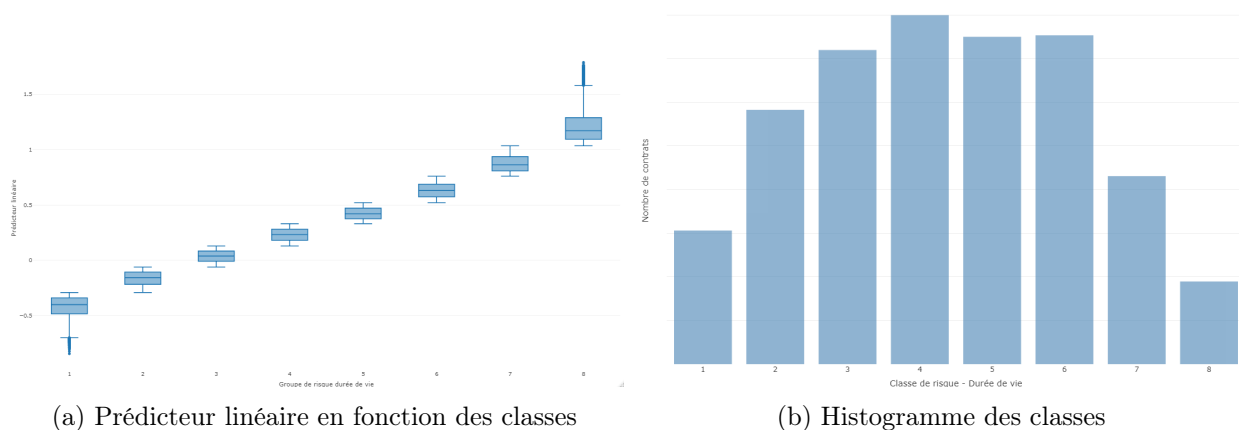 1.5
1
0.5
0
−0.5
Prédicteur linéaire
1 2 3 4 5 6 7 8
Groupe de risque durée de vie
(a) Prédicteur linéaire en fonction des classes
Nombre de contrats
1 2 3 4 5 6 7 8
Classe de risque - Durée de vie
(b) Histogramme des classes